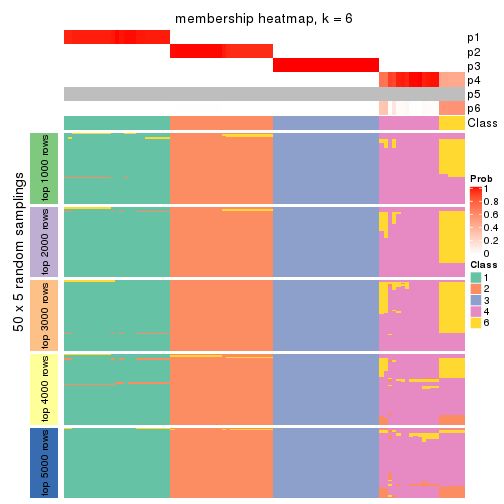 membership heatmap, k = 6
p1
p2
p3
p4
p5
p6
Class
50 x 5 random samplings
top 1000 rows
top 2000 rows
top 3000 rows
top 4000 rows
top 5000 rows
Prob
1
0.8
0.6
0.4
0.2
0
Class
1
2
3
4
6